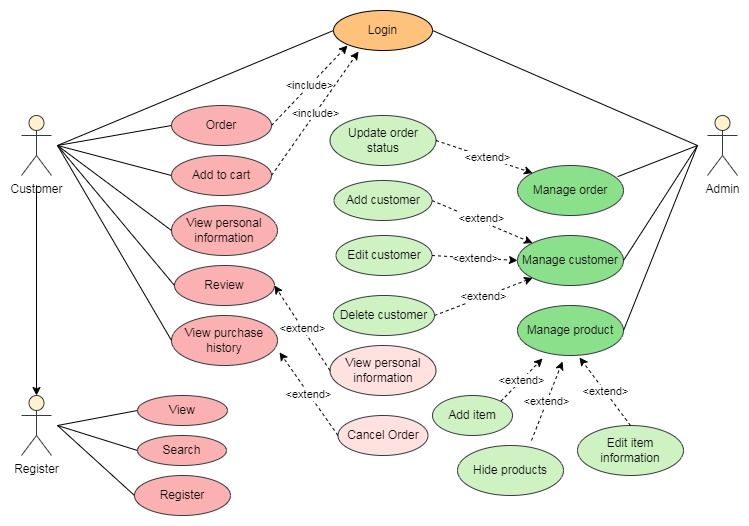 Login
<include>
<include>
Customer
Order
Add to cart
View personal
information
Review
View purchase
history
<extend>
View personal
information
<extend>
Cancel Order
Register
View
Search
Register
Update order
status
<extend>
Manage order
Add customer
<extend>
Edit customer
<extend>
Manage customer
Delete customer
<extend>
Manage product
<extend>
<extend>
<extend>
Add item
Hide products
Edit item
information
Admin